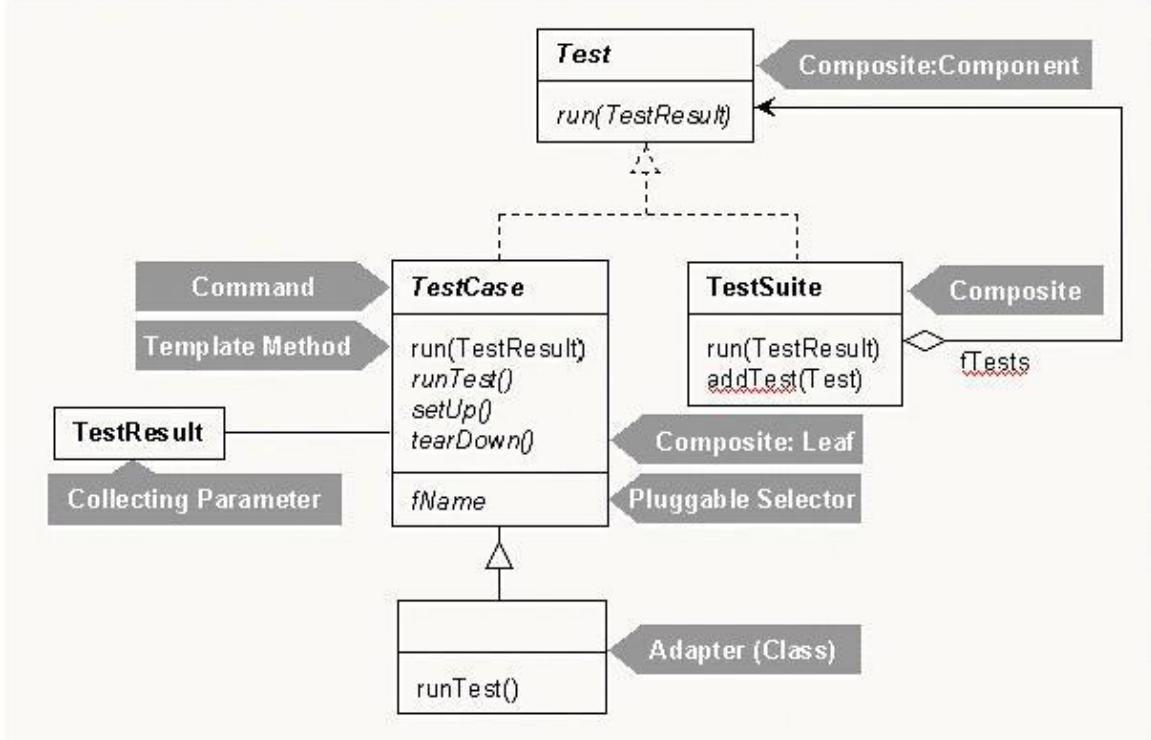 Test
Composite:Component
run(TestResult)
Command
TestCase
TestSuite
Composite
Template Method
run(TestResult)
runTest()
setUp()
tearDown()
run(TestResult)
addTest(Test)
fTests
TestResult
Composite: Leaf
Collecting Parameter
fName
Pluggable Selector
Adapter (Class)
runTest()